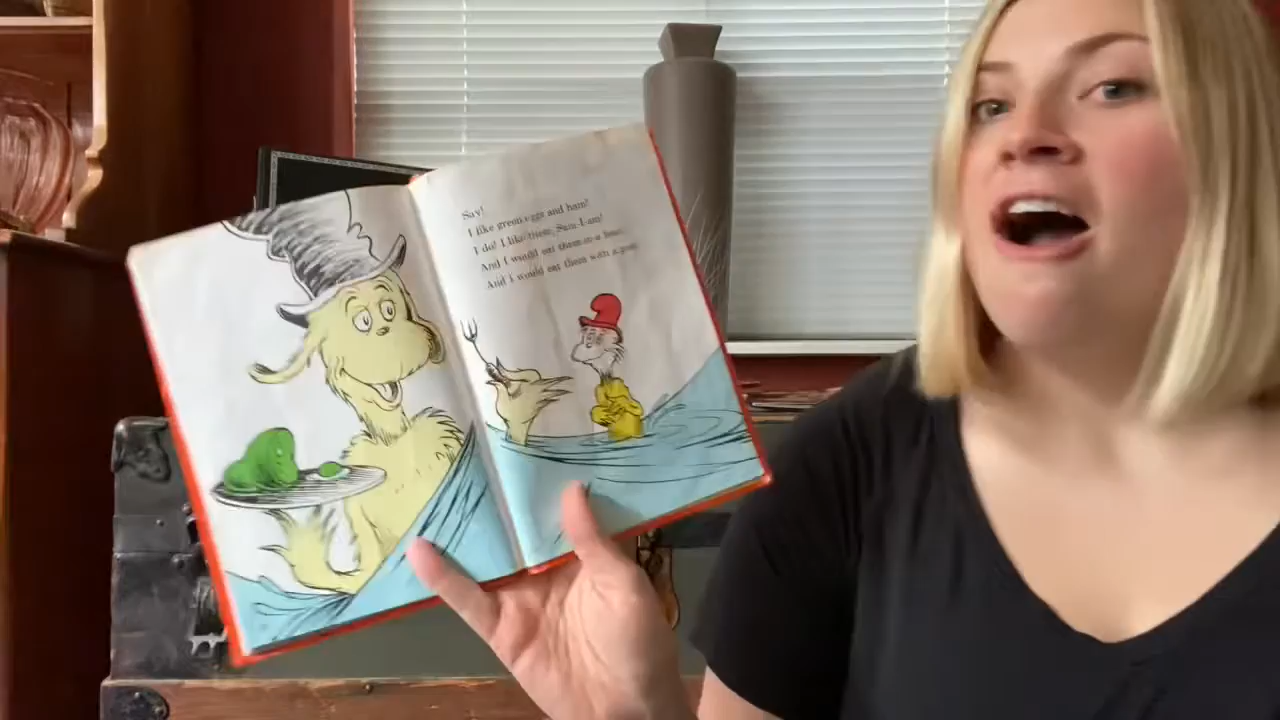 Say!
I like green eggs and ham!
I do! I like them, Sam-I-am!
And I would eat them in a boat.
And I would eat them with a goat.